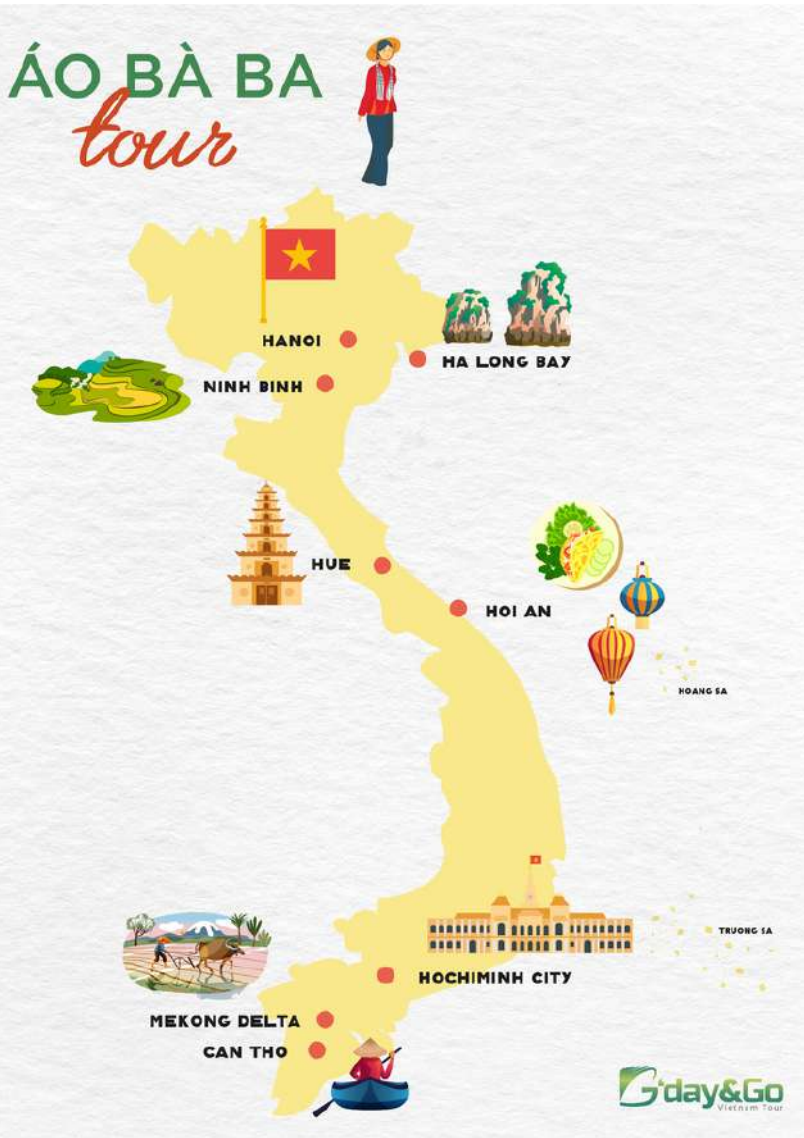 ÁO BÀ BA
tour
HANOI
HA LONG BAY
NINH BINH
HUE
HOI AN
HOANG SA
TRUONG SA
HOCHIMINH CITY
MEKONG DELTA
CAN THO
G'day&Go
Vietnam Tour